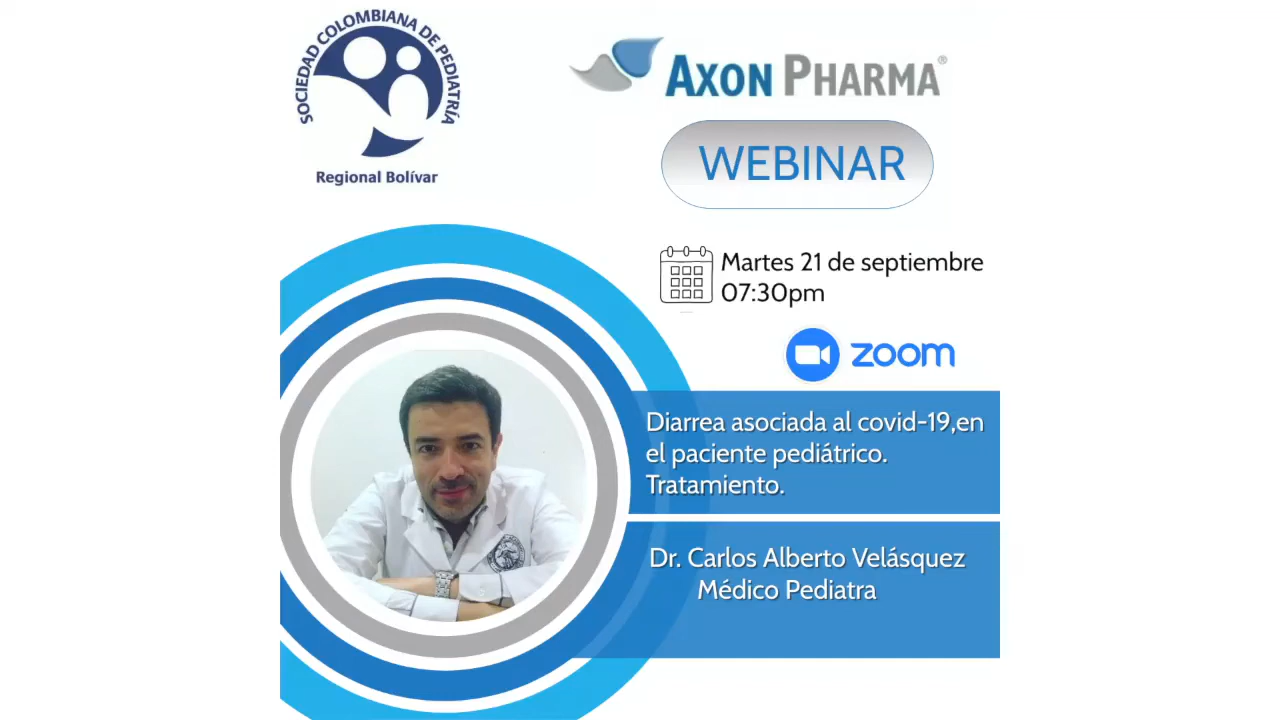 SOCIEDAD COLOMBIANA DE PEDIATRÍA
Regional Bolívar
AXON PHARMA®
WEBINAR
Martes 21 de septiembre
07:30pm
zoom
Diarrea asociada al covid-19,en
el paciente pediátrico.
Tratamiento.
Dr. Carlos Alberto Velásquez
Médico Pediatra